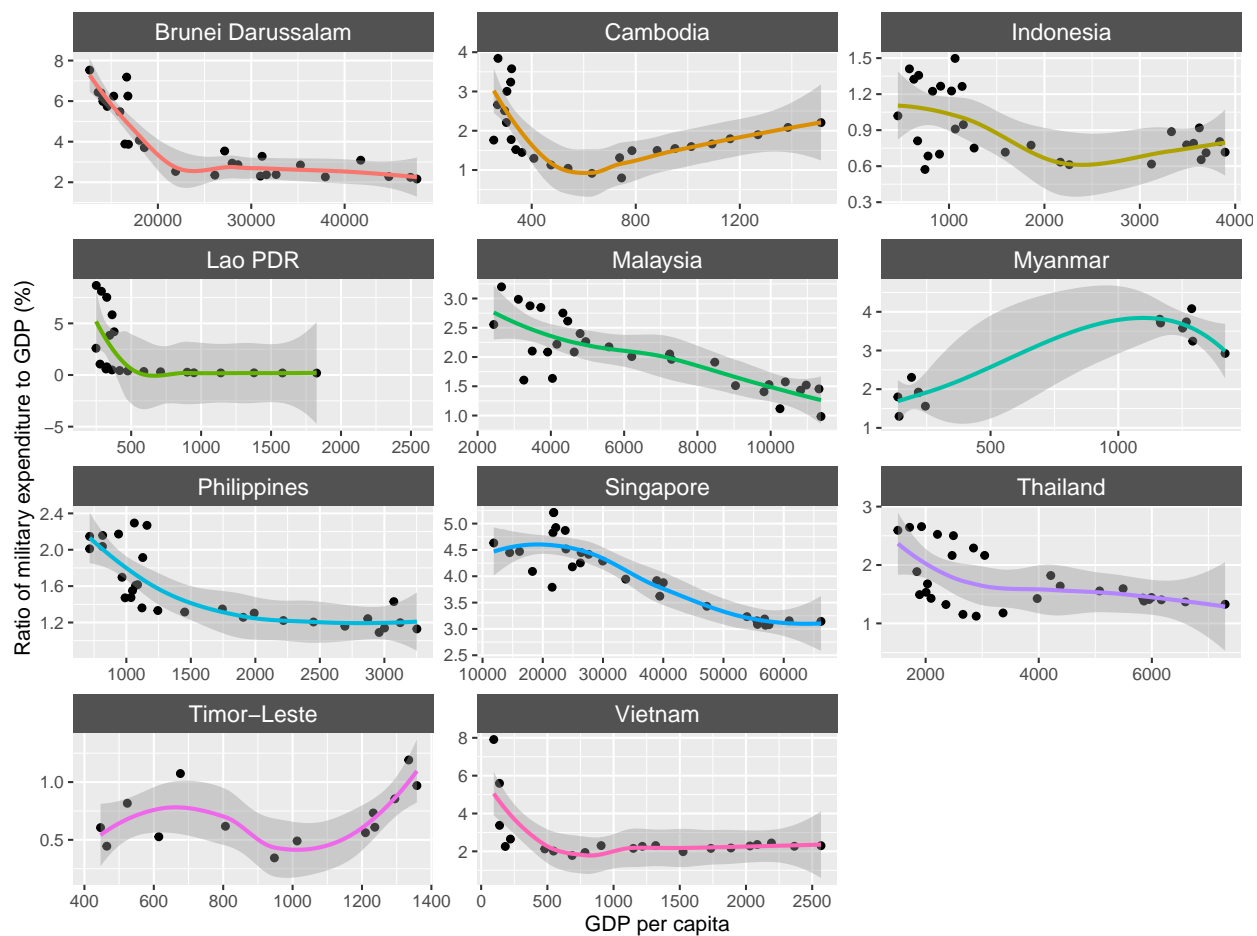 Brunei Darussalam
Cambodia
Indonesia
8
6
4
2
20000 30000 40000
4
3
2
1
400 800 1200
1.5
1.2
0.9
0.6
0.3
1000 2000 3000 4000
Lao PDR
Malaysia
Myanmar
5
0
−5
500 1000 1500 2000 2500
3.0
2.5
2.0
1.5
1.0
2000 4000 6000 8000 10000
4
3
2
1
500 1000
Philippines
Singapore
Thailand
2.4
2.0
1.6
1.2
1000 1500 2000 2500 3000
5.0
4.5
4.0
3.5
3.0
2.5
10000 20000 30000 40000 50000 60000
3
2
1
2000 4000 6000
Timor−Leste
Vietnam
1.0
0.5
400 600 800 1000 1200 1400
8
6
4
2
0 500 1000 1500 2000 2500
GDP per capita
Ratio of military expenditure to GDP (%)